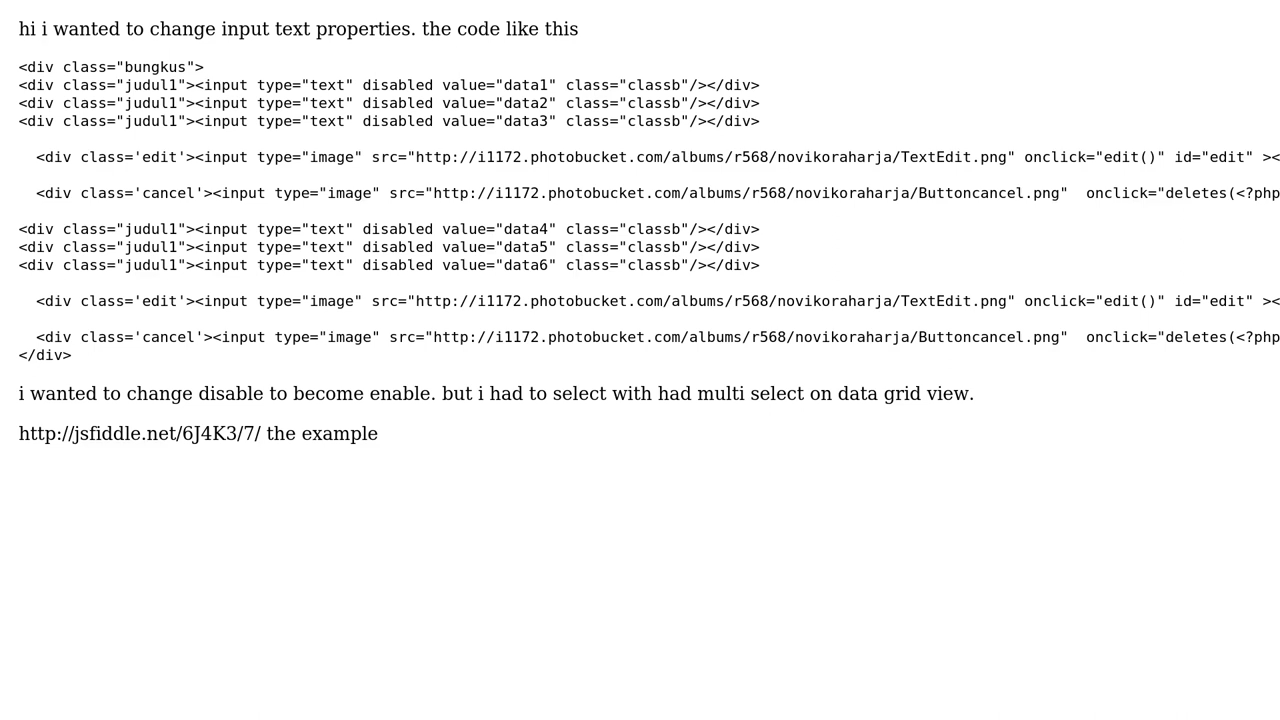 hi i wanted to change input text properties. the code like this
<div class="bungkus">
<div class="judul1"><input type="text" disabled value="data1" class="classb"/></div>
<div class="judul1"><input type="text" disabled value="data2" class="classb"/></div>
<div class="judul1"><input type="text" disabled value="data3" class="classb"/></div>
<div class='edit'><input type="image" src="http://i1172.photobucket.com/albums/r568/novikoraharja/TextEdit.png" onclick="edit()" id="edit" ><
<div class='cancel'><input type="image" src="http://i1172.photobucket.com/albums/r568/novikoraharja/Buttoncancel.png"  onclick="deletes(<?php
<div class="judul1"><input type="text" disabled value="data4" class="classb"/></div>
<div class="judul1"><input type="text" disabled value="data5" class="classb"/></div>
<div class="judul1"><input type="text" disabled value="data6" class="classb"/></div>
<div class='edit'><input type="image" src="http://i1172.photobucket.com/albums/r568/novikoraharja/TextEdit.png" onclick="edit()" id="edit" ><
<div class='cancel'><input type="image" src="http://i1172.photobucket.com/albums/r568/novikoraharja/Buttoncancel.png"  onclick="deletes(<?php
</div>
i wanted to change disable to become enable. but i had to select with had multi select on data grid view.
http://jsfiddle.net/6J4K3/7/ the example